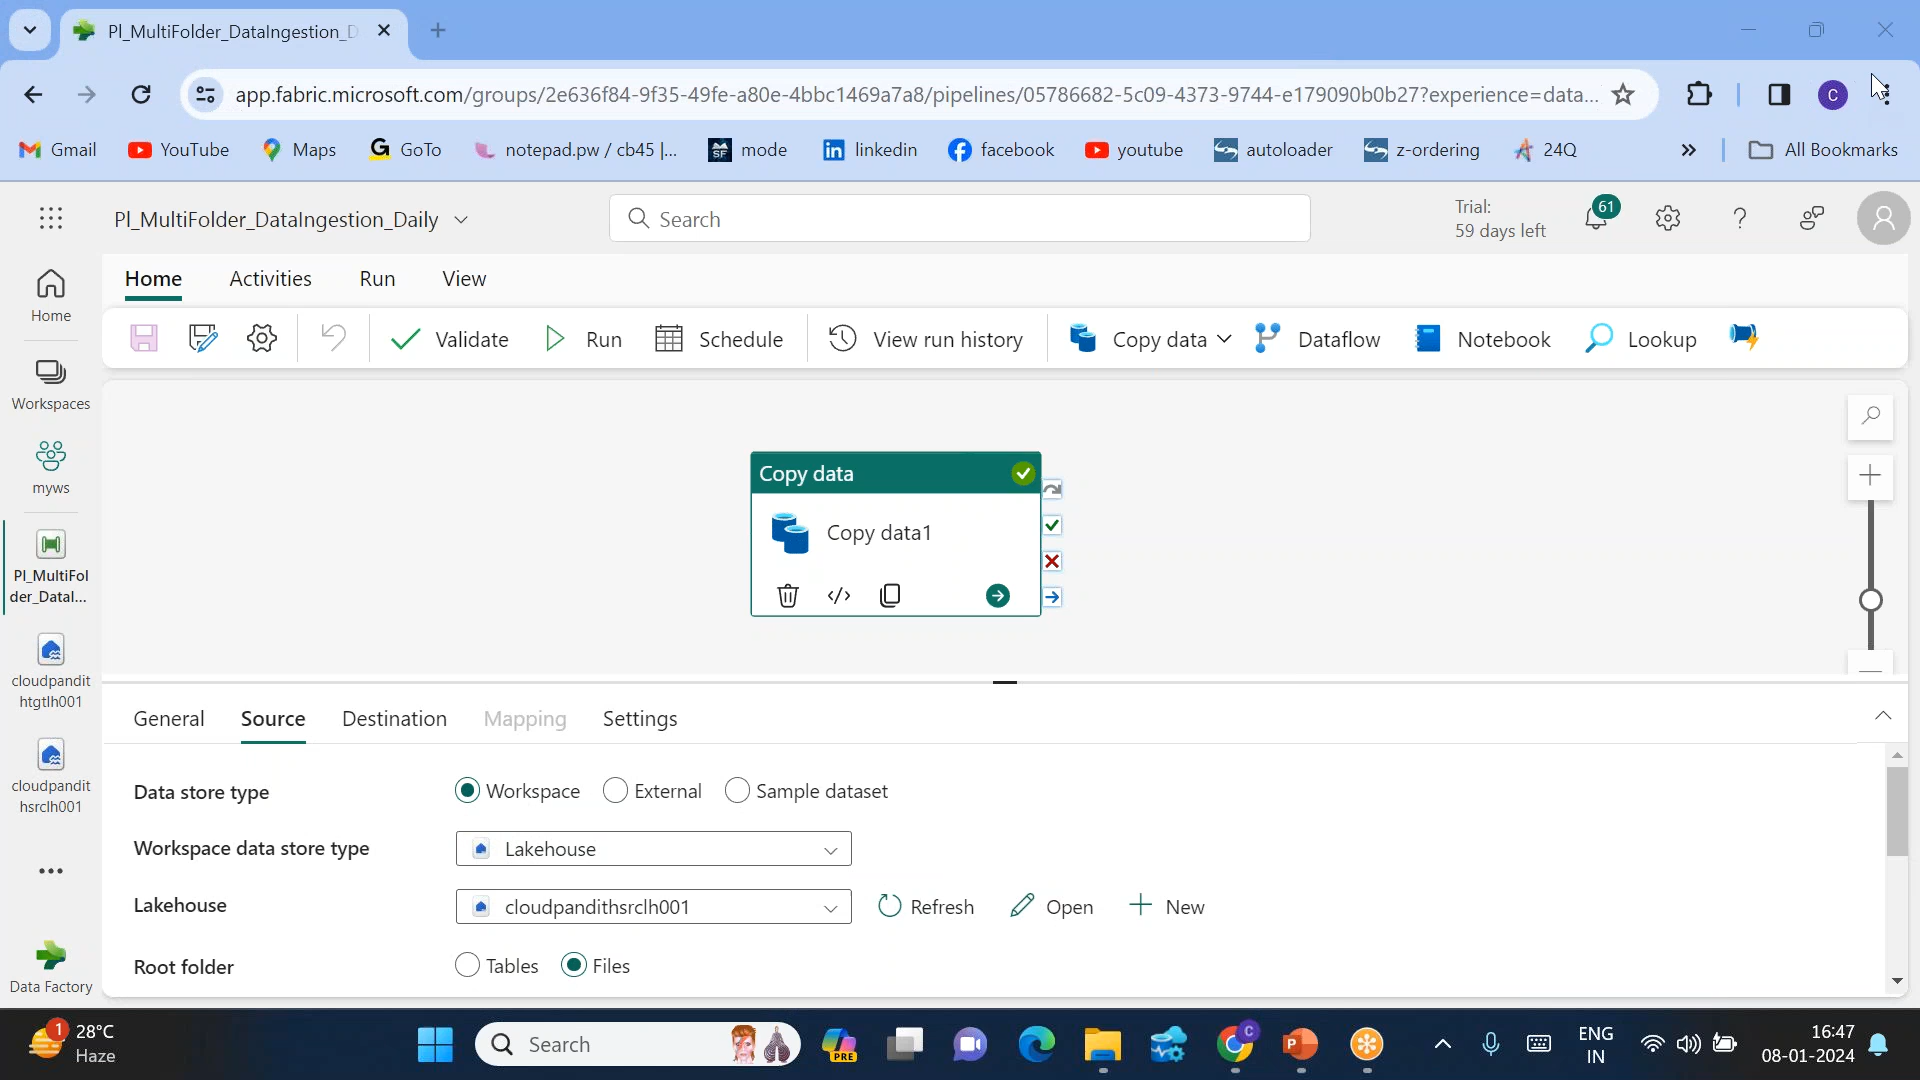 Pl_MultiFolder_DataIngestion_D
app.fabric.microsoft.com/groups/2e636f84-9f35-49fe-a80e-4bbc1469a7a8/pipelines/05786682-5c09-4373-9744-e179090b0b27?experience=data...
C
Gmail
YouTube
Maps
GoTo
notepad.pw / cb45 |...
mode
linkedin
facebook
youtube
autoloader
z-ordering
24Q
All Bookmarks
Pl_MultiFolder_DataIngestion_Daily
Search
Trial:
59 days left
61
Home
Activities
Run
View
Validate
Run
Schedule
View run history
Copy data
Dataflow
Notebook
Lookup
Home
Workspaces
myws
Pl_MultiFol
der_DataI...
cloudpandit
htgtlh001
cloudpandit
hsrclh001
Data Factory
Copy data
Copy data1
General
Source
Destination
Mapping
Settings
Data store type
Workspace
External
Sample dataset
Workspace data store type
Lakehouse
Lakehouse
cloudpandithsrclh001
Refresh
Open
New
Root folder
Tables
Files
1
28°C
Haze
Search
PRE
C
ENG
IN
16:47
08-01-2024